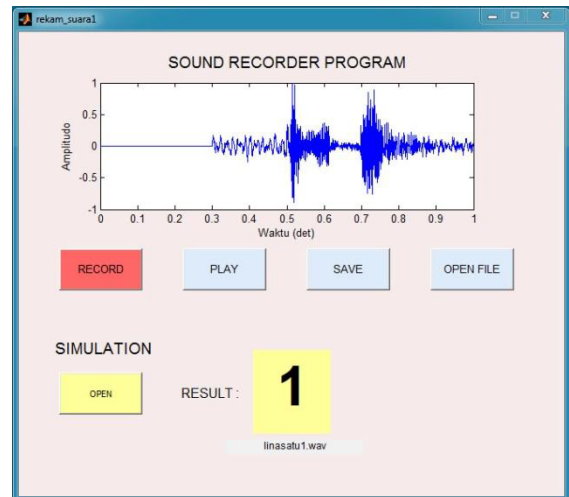 rekam_suara1
SOUND RECORDER PROGRAM
1
0.5
0
-0.5
-1
Amplitudo
0 0.1 0.2 0.3 0.4 0.5 0.6 0.7 0.8 0.9 1
Waktu (det)
RECORD PLAY SAVE OPEN FILE
SIMULATION
OPEN RESULT : 1
linasatu1.wav